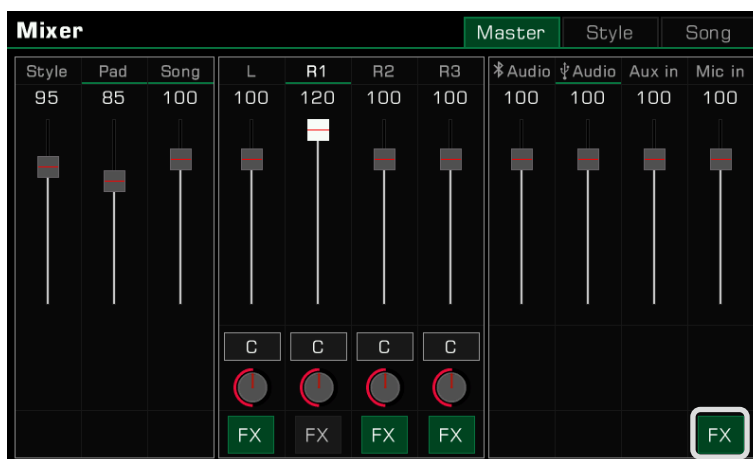 Mixer Master Style Song
Style Pad Song L R1 R2 R3 Audio Audio Aux in Mic in
95 85 100 100 120 100 100 100 100 100 100
C C C C
FX FX FX FX FX